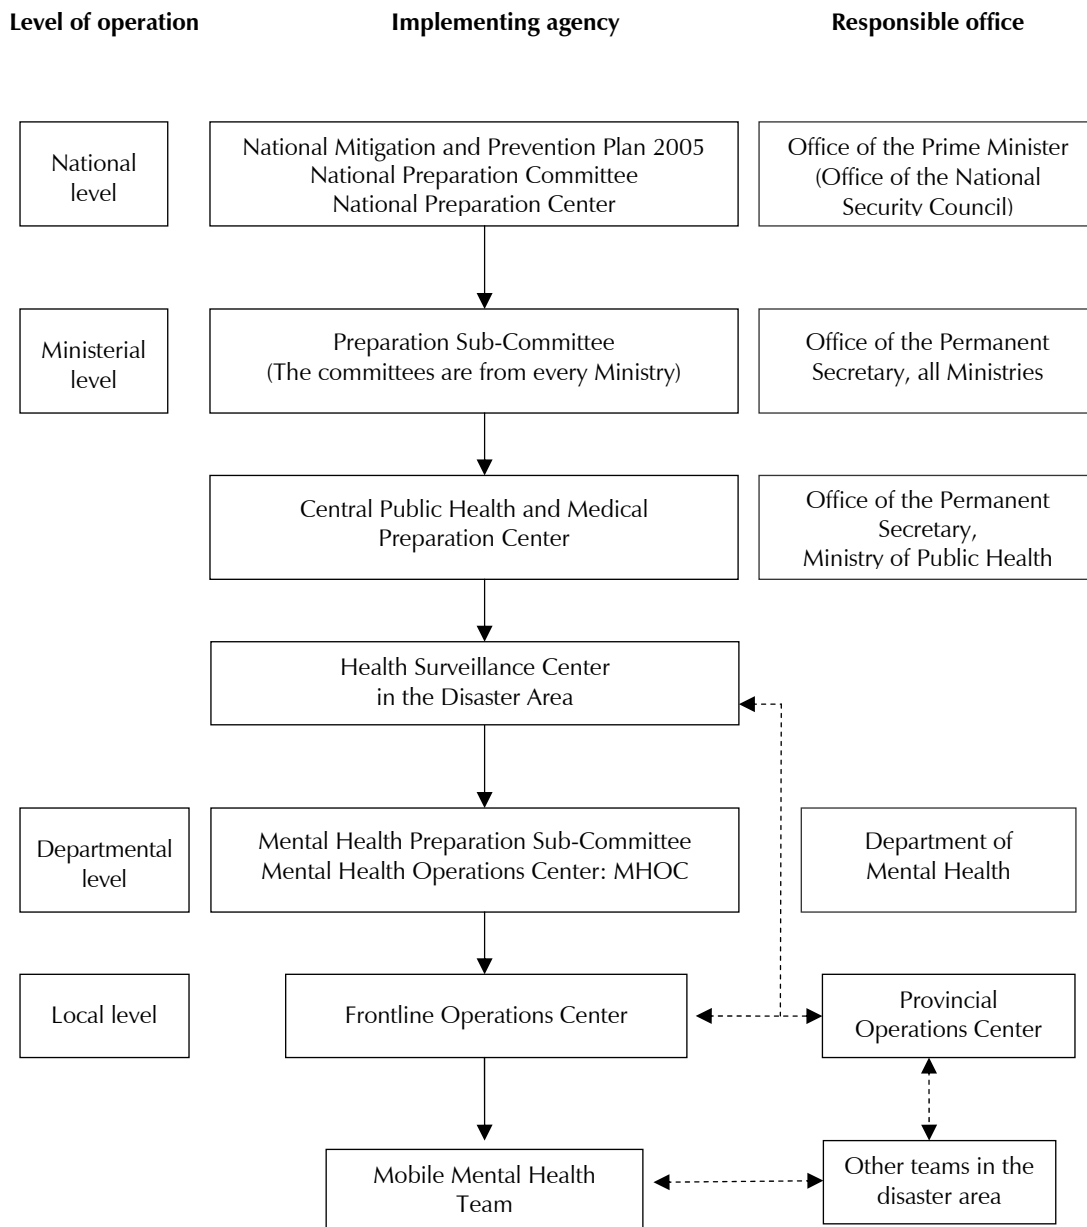 Level of operation
Implementing agency
Responsible office
National
level
National Mitigation and Prevention Plan 2005
National Preparation Committee
National Preparation Center
Office of the Prime Minister
(Office of the National
Security Council)
Ministerial
level
Preparation Sub-Committee
(The committees are from every Ministry)
Office of the Permanent
Secretary, all Ministries
Central Public Health and Medical
Preparation Center
Office of the Permanent
Secretary,
Ministry of Public Health
Health Surveillance Center
in the Disaster Area
Departmental
level
Mental Health Preparation Sub-Committee
Mental Health Operations Center: MHOC
Department of
Mental Health
Local level
Frontline Operations Center
Provincial
Operations Center
Mobile Mental Health
Team
Other teams in the
disaster area